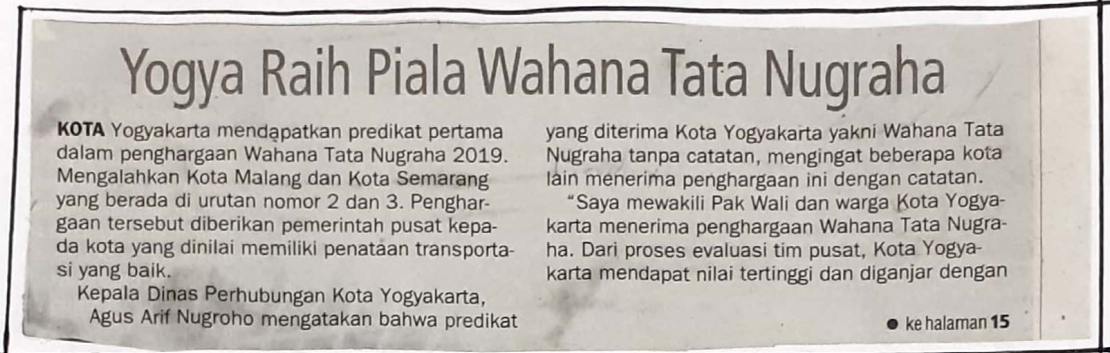 Yogya Raih Piala Wahana Tata Nugraha
KOTA Yogyakarta mendapatkan predikat pertama
dalam penghargaan Wahana Tata Nugraha 2019.
Mengalahkan Kota Malang dan Kota Semarang
yang berada di urutan nomor 2 dan 3. Penghar-
gaan tersebut diberikan pemerintah pusat kepa-
da kota yang dinilai memiliki penataan transporta-
si yang baik.
Kepala Dinas Perhubungan Kota Yogyakarta,
Agus Arif Nugroho mengatakan bahwa predikat
yang diterima Kota Yogyakarta yakni Wahana Tata
Nugraha tanpa catatan, mengingat beberapa kota
lain menerima penghargaan ini dengan catatan.
“Saya mewakili Pak Wali dan warga Kota Yogya-
karta menerima penghargaan Wahana Tata Nugra-
ha. Dari proses evaluasi tim pusat, Kota Yogya-
karta mendapat nilai tertinggi dan diganjar dengan
● ke halaman 15